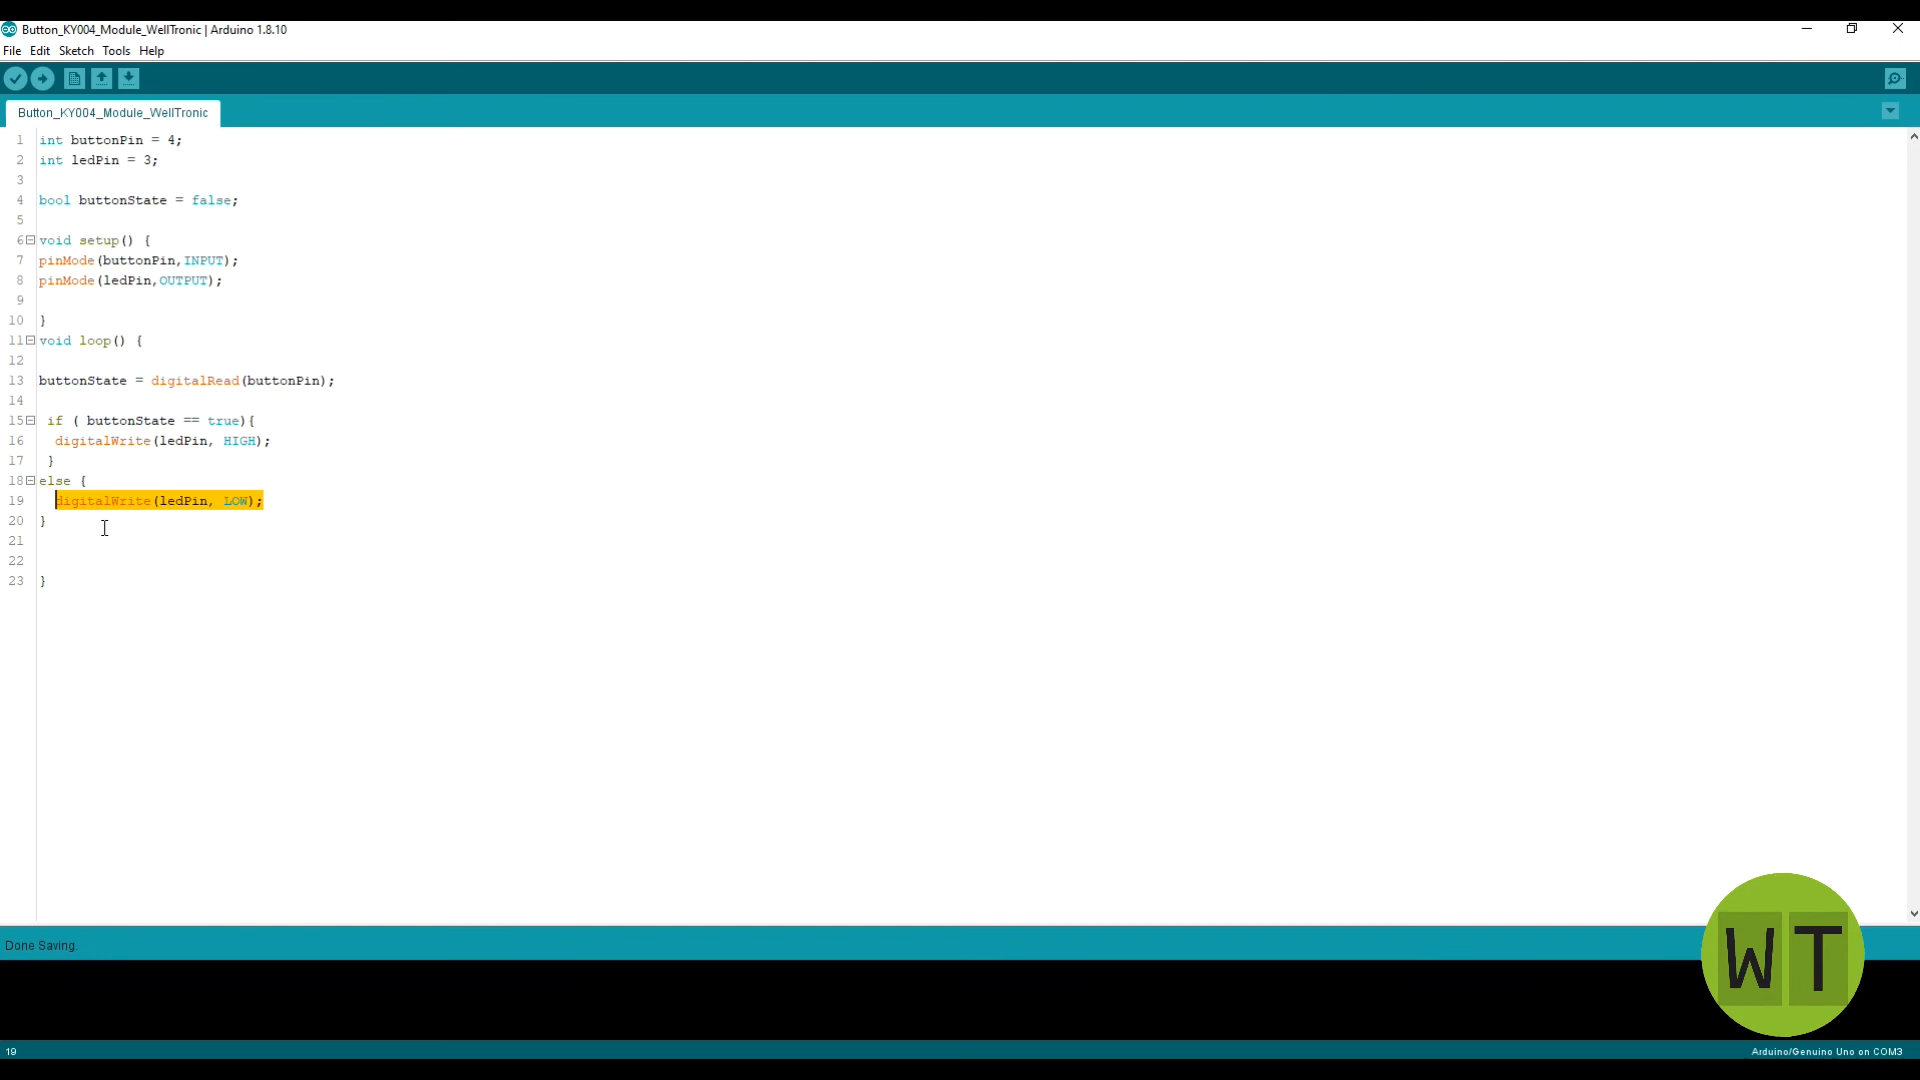 Button_KY004_Module_WellTronic | Arduino 1.8.10
File Edit Sketch Tools Help
Button_KY004_Module_WellTronic
1 int buttonPin = 4;
2 int ledPin = 3;
3
4 bool buttonState = false;
5
6 void setup() {
7 pinMode(buttonPin,INPUT);
8 pinMode(ledPin,OUTPUT);
9
10 }
11 void loop() {
12
13 buttonState = digitalRead(buttonPin);
14
15 if ( buttonState == true){
16 digitalWrite(ledPin, HIGH);
17 }
18 else {
19 digitalWrite(ledPin, LOW);
20 }
21
22
23 }
Done Saving.
WT
19 Arduino/Genuino Uno on COM3